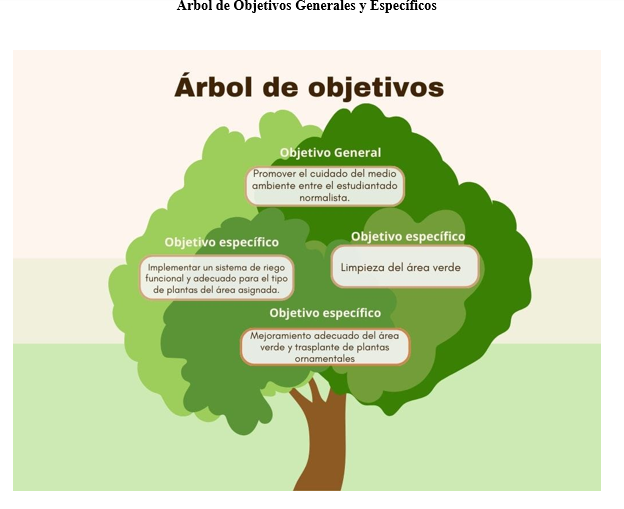 Arbol de Objetivos Generales y Específicos
Árbol de objetivos
Objetivo General
Promover el cuidado del medio
ambiente entre el estudiantado
normalista.
Objetivo específico
Implementar un sistema de riego
funcional y adecuado para el tipo
de plantas del área asignada.
Objetivo específico
Limpieza del área verde
Objetivo específico
Mejoramiento adecuado del área
verde y trasplante de plantas
ornamentales